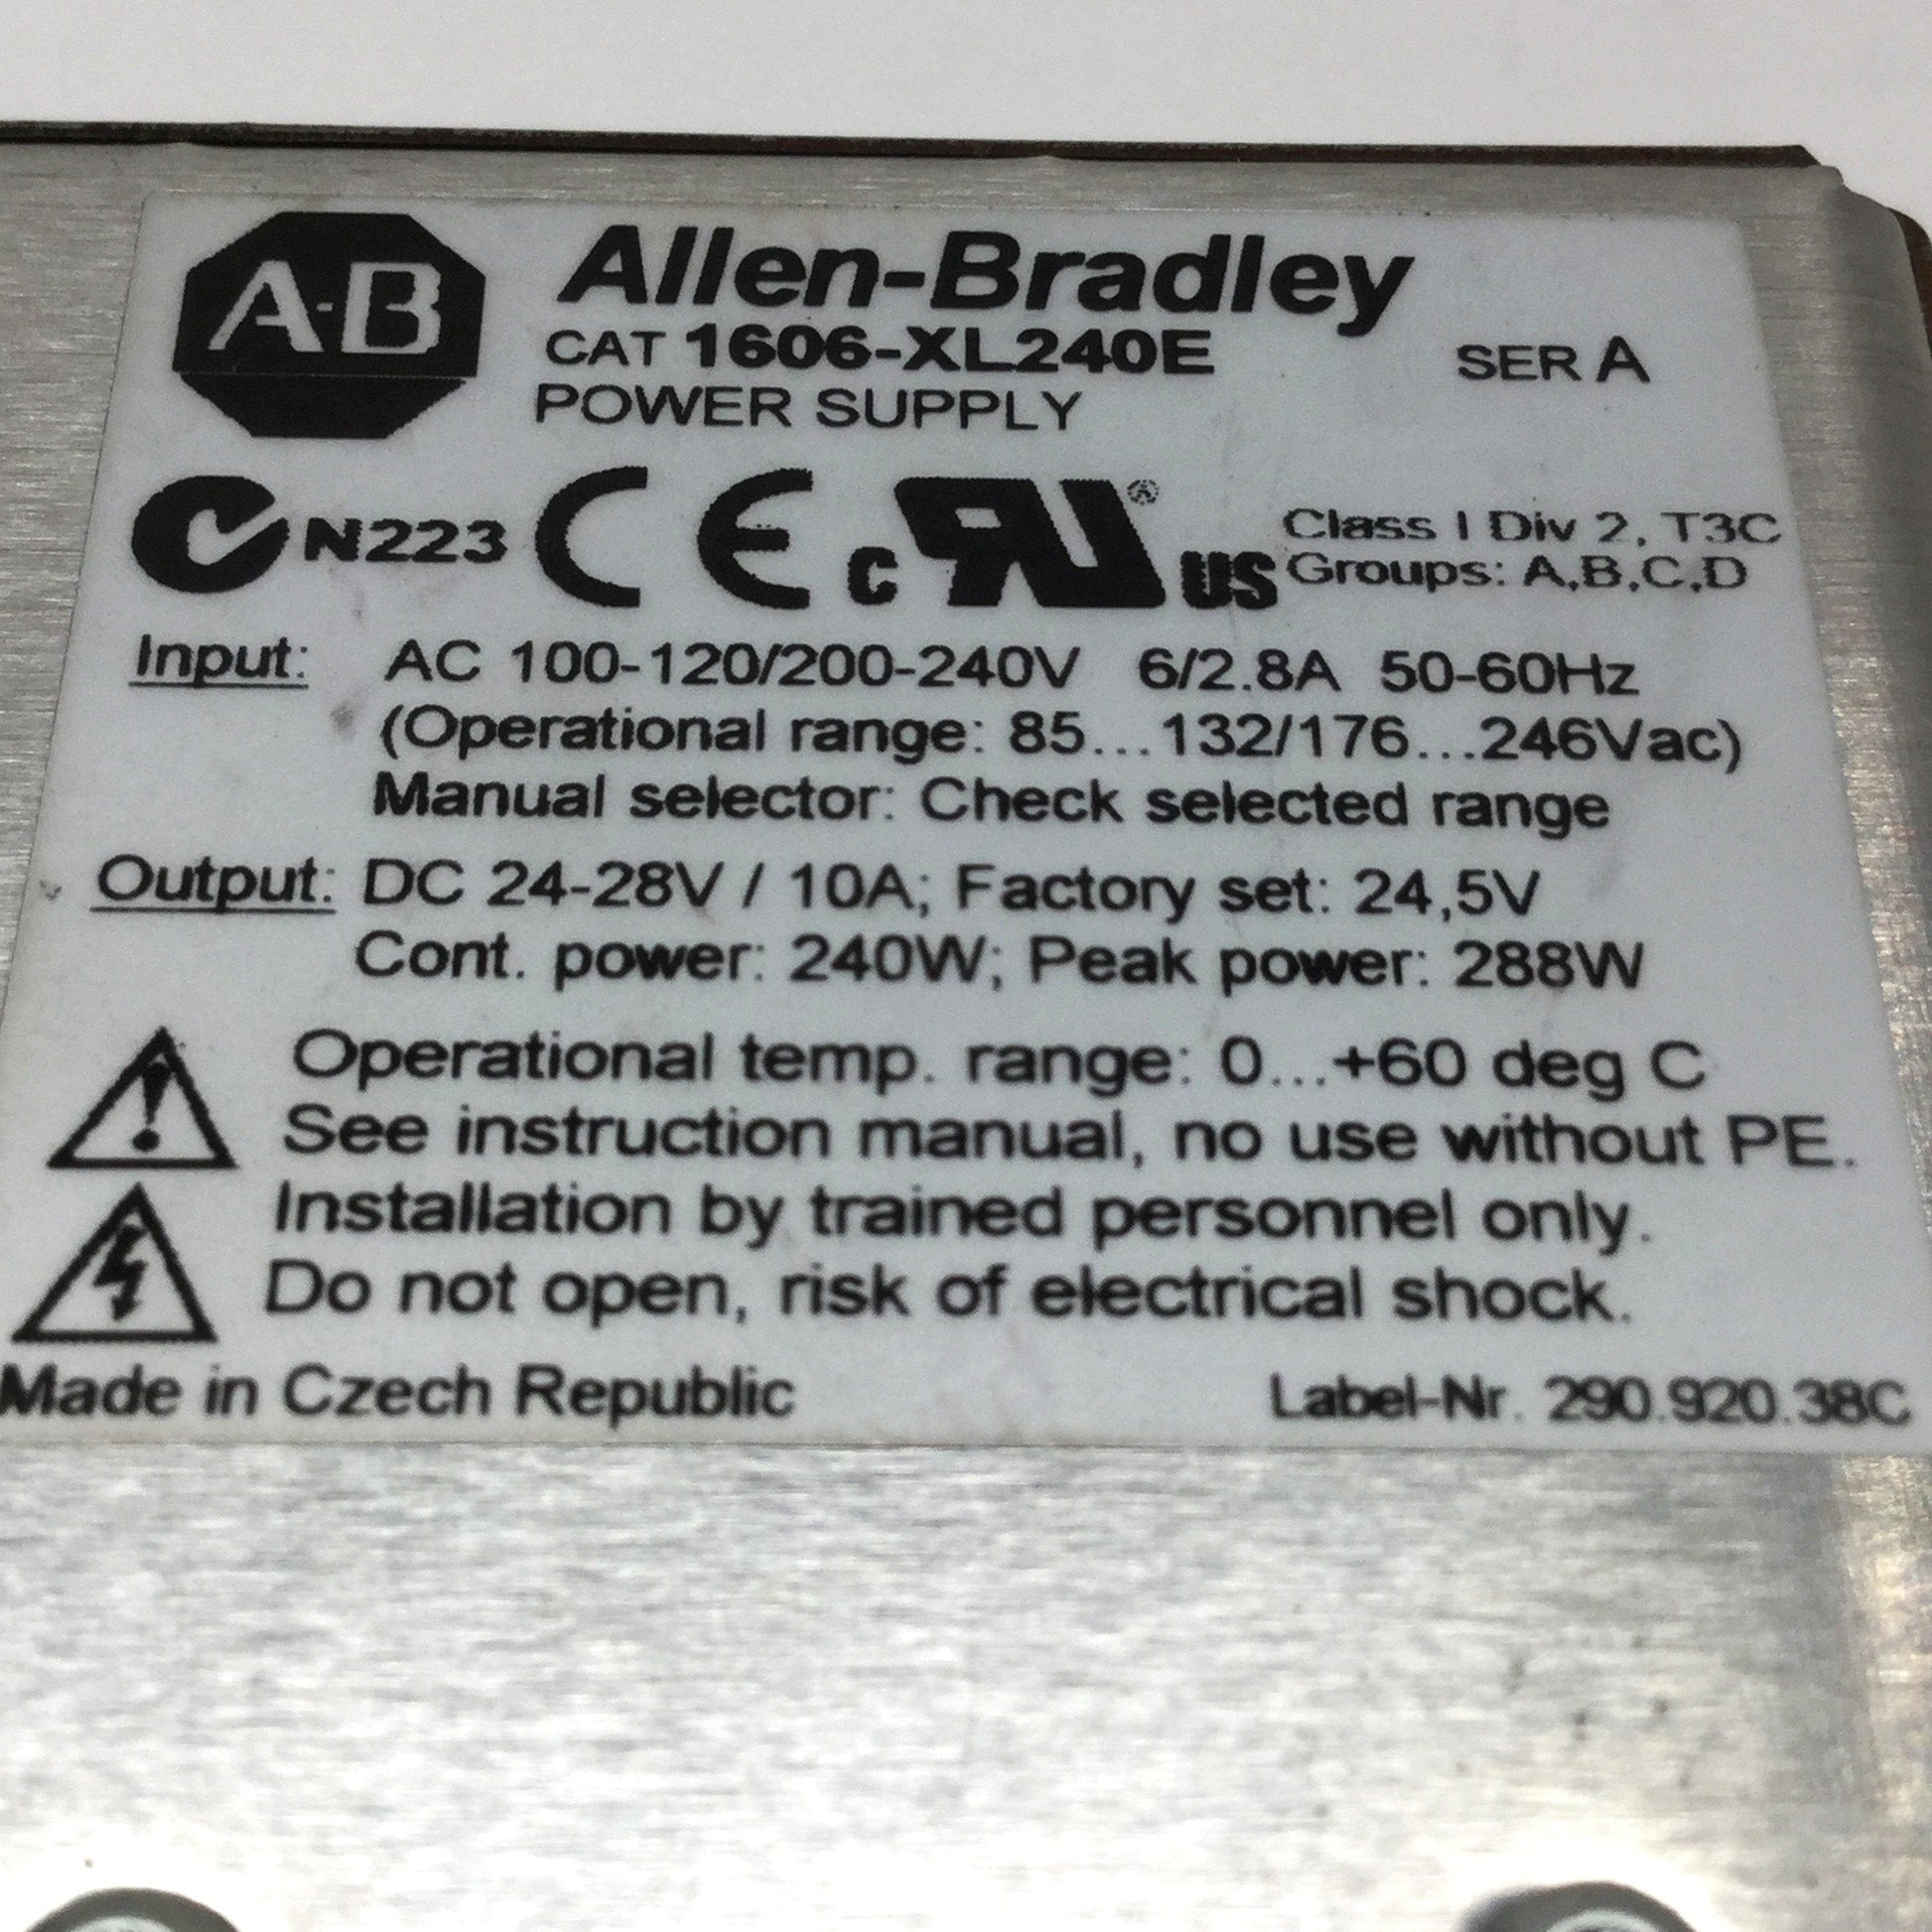 A-B Allen-Bradley
CAT 1606-XL240E SER A
POWER SUPPLY
N223 CE c RU ® US Class I Div 2, T3C
Groups: A,B,C,D
Input: AC 100-120/200-240V 6/2.8A 50-60Hz
(Operational range: 85...132/176...246Vac)
Manual selector: Check selected range
Output: DC 24-28V / 10A; Factory set: 24,5V
Cont. power: 240W; Peak power: 288W
Operational temp. range: 0...+60 deg C
See instruction manual, no use without PE.
Installation by trained personnel only.
Do not open, risk of electrical shock.
Made in Czech Republic Label-Nr. 290.920.38C